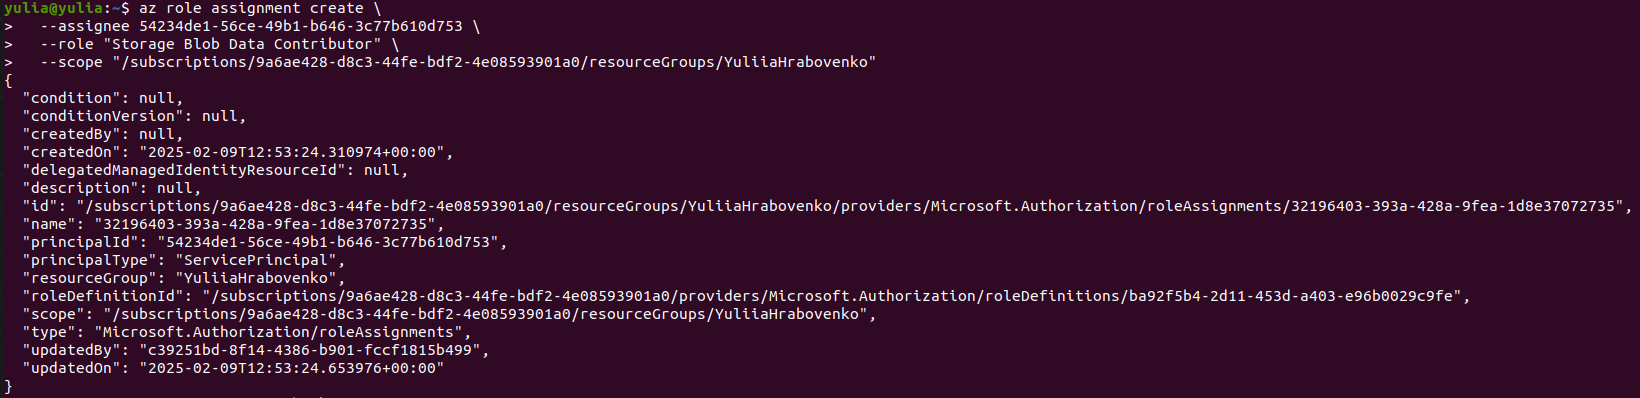 yulia@yulia:~$ az role assignment create \
>   --assignee 54234de1-56ce-49b1-b646-3c77b610d753 \
>   --role "Storage Blob Data Contributor" \
>   --scope "/subscriptions/9a6ae428-d8c3-44fe-bdf2-4e08593901a0/resourceGroups/YuliiaHrabovenko"
{
  "condition": null,
  "conditionVersion": null,
  "createdBy": null,
  "createdOn": "2025-02-09T12:53:24.310974+00:00",
  "delegatedManagedIdentityResourceId": null,
  "description": null,
  "id": "/subscriptions/9a6ae428-d8c3-44fe-bdf2-4e08593901a0/resourceGroups/YuliiaHrabovenko/providers/Microsoft.Authorization/roleAssignments/32196403-393a-428a-9fea-1d8e37072735",
  "name": "32196403-393a-428a-9fea-1d8e37072735",
  "principalId": "54234de1-56ce-49b1-b646-3c77b610d753",
  "principalType": "ServicePrincipal",
  "resourceGroup": "YuliiaHrabovenko",
  "roleDefinitionId": "/subscriptions/9a6ae428-d8c3-44fe-bdf2-4e08593901a0/providers/Microsoft.Authorization/roleDefinitions/ba92f5b4-2d11-453d-a403-e96b0029c9fe",
  "scope": "/subscriptions/9a6ae428-d8c3-44fe-bdf2-4e08593901a0/resourceGroups/YuliiaHrabovenko",
  "type": "Microsoft.Authorization/roleAssignments",
  "updatedBy": "c39251bd-8f14-4386-b901-fccf1815b499",
  "updatedOn": "2025-02-09T12:53:24.653976+00:00"
}